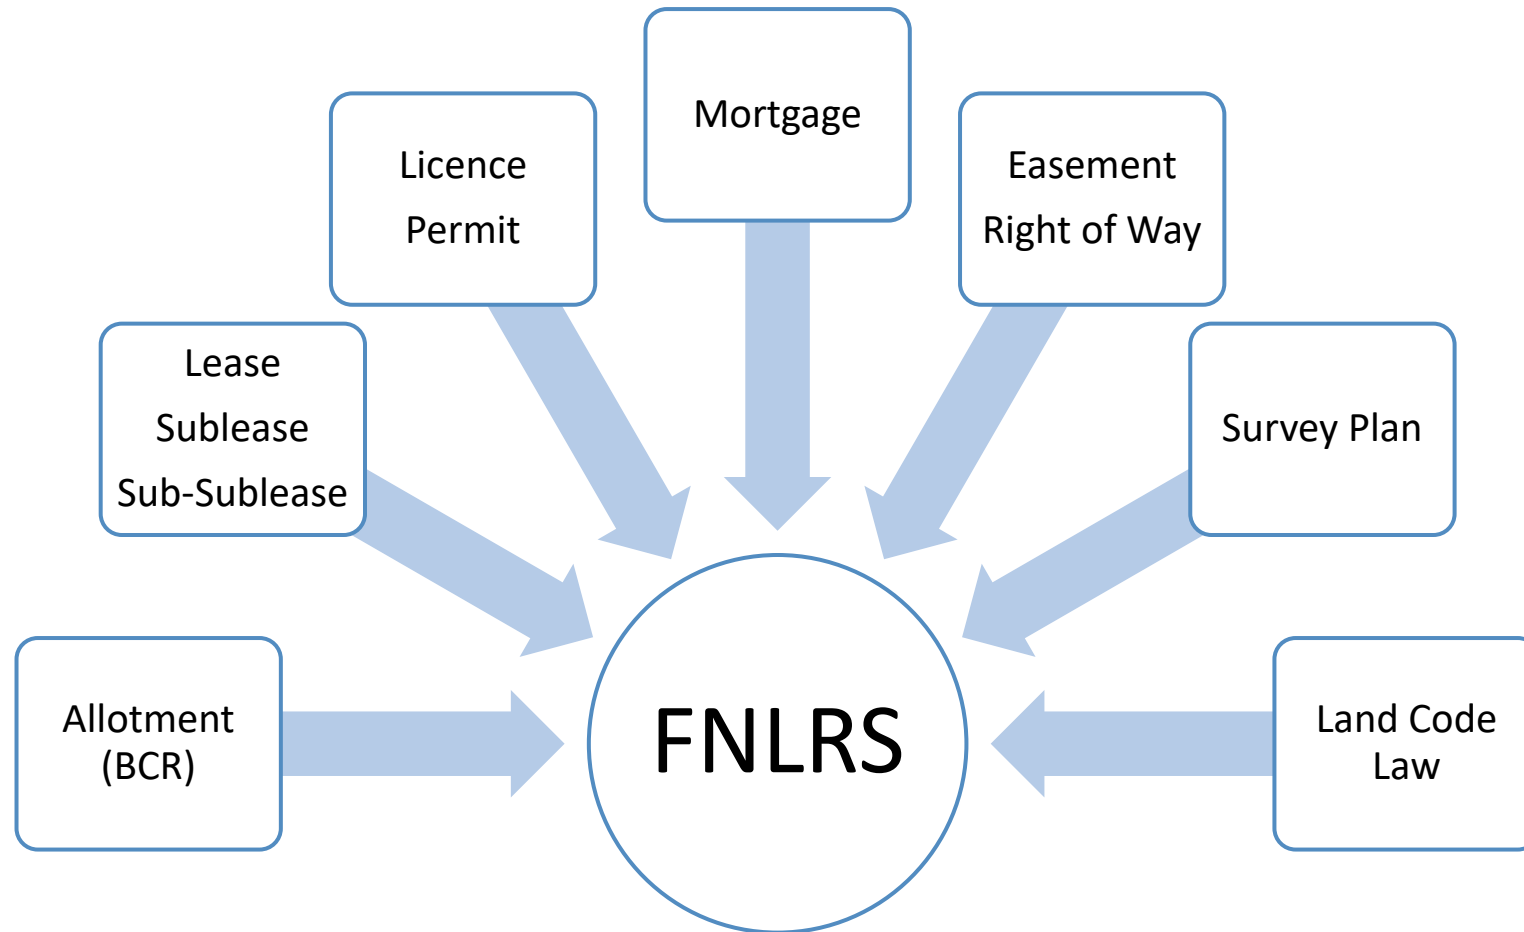 Mortgage
Licence
Permit
Easement
Right of Way
Lease
Sublease
Sub-Sublease
Survey Plan
Allotment
(BCR)
FNLRS
Land Code
Law